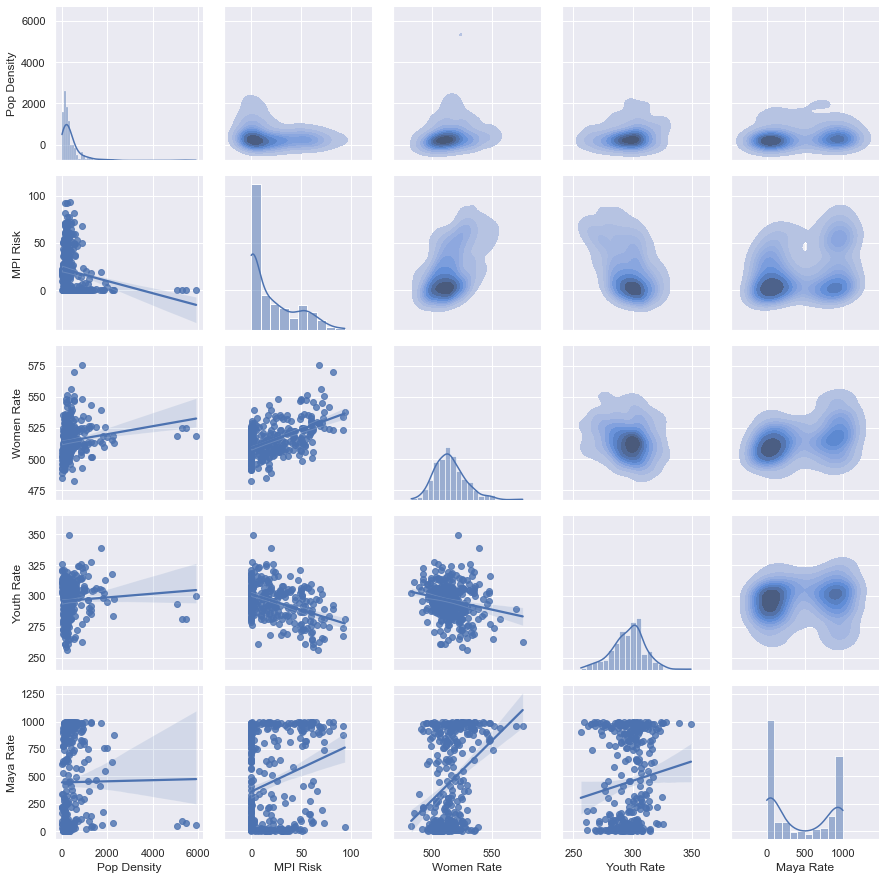 6000
4000
2000
0
Pop Density
100
50
0
MPI Risk
575
550
525
500
475
Women Rate
350
325
300
275
250
Youth Rate
1250
1000
750
500
250
0
Maya Rate
0 2000 4000 6000
0 50 100
500 550
250 300 350
0 500 1000
Pop Density MPI Risk Women Rate Youth Rate Maya Rate